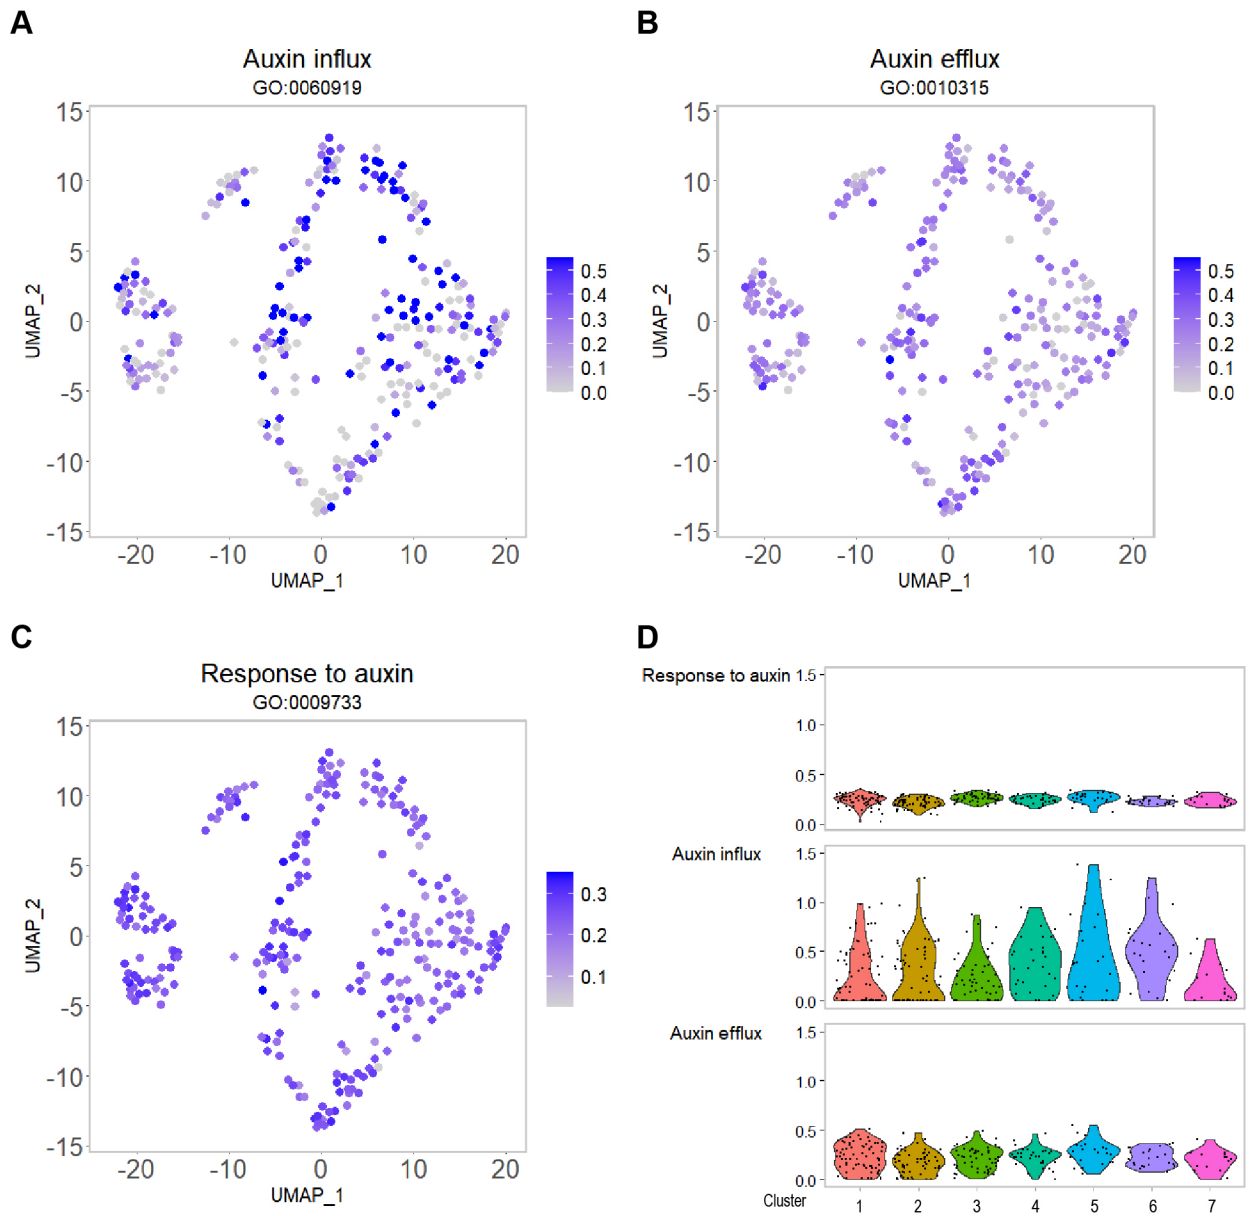 A
Auxin influx
GO:0060919
15
10
5
0
-5
-10
-15
UMAP_2
-20 -10 0 10 20
UMAP_1
0.5
0.4
0.3
0.2
0.1
0.0
B
Auxin efflux
GO:0010315
15
10
5
0
-5
-10
-15
UMAP_2
-20 -10 0 10 20
UMAP_1
0.5
0.4
0.3
0.2
0.1
0.0
C
Response to auxin
GO:0009733
15
10
5
0
-5
-10
-15
UMAP_2
-20 -10 0 10 20
UMAP_1
0.3
0.2
0.1
D
Response to auxin 1.5
1.0
0.5
0.0
Auxin influx 1.5
1.0
0.5
0.0
Auxin efflux 1.5
1.0
0.5
0.0
Cluster 1 2 3 4 5 6 7